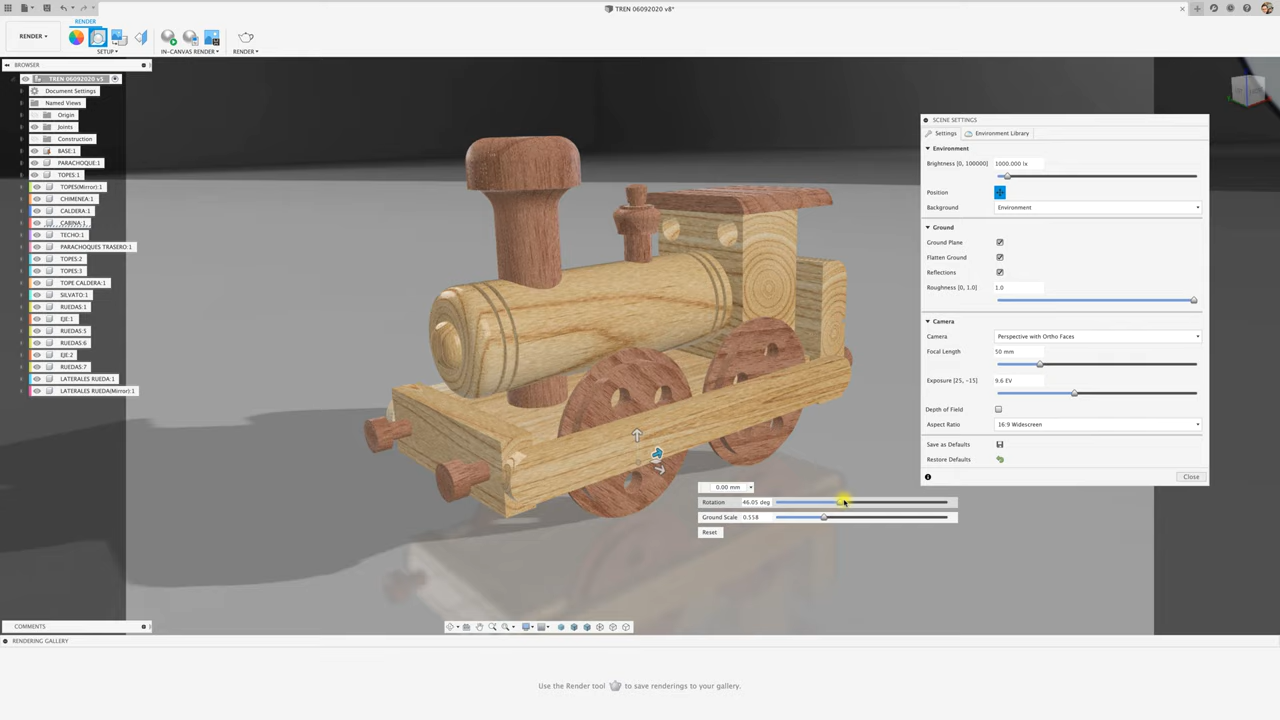 TREN 06092020 v8*
RENDER
RENDER
SETUP
IN-CANVAS RENDER
RENDER
BROWSER
TREN 06092020 v5
Document Settings
Named Views
Origin
Joints
Construction
BASE:1
PARACHOQUE:1
TOPES:1
TOPES(Mirror):1
CHIMENEA:1
CALDERA:1
CABINA:1
TECHO:1
PARACHOQUES TRASERO:1
TOPES:2
TOPES:3
TOPE CALDERA:1
SILVATO:1
RUEDAS:1
EJE:1
RUEDAS:5
RUEDAS:6
EJE:2
RUEDAS:7
LATERALES RUEDA:1
LATERALES RUEDA(Mirror):1
SCENE SETTINGS
Settings
Environment Library
Environment
Brightness [0, 100000] 1000.000 lx
Position
Background Environment
Ground
Ground Plane
Flatten Ground
Reflections
Roughness [0, 1.0] 1.0
Camera
Camera Perspective with Ortho Faces
Focal Length 50 mm
Exposure [25, -15] 9.6 EV
Depth of Field
Aspect Ratio 16:9 Widescreen
Save as Defaults
Restore Defaults
Close
0.00 mm
Rotation 46.05 deg
Ground Scale 0.558
Reset
COMMENTS
RENDERING GALLERY
Use the Render tool to save renderings to your gallery.